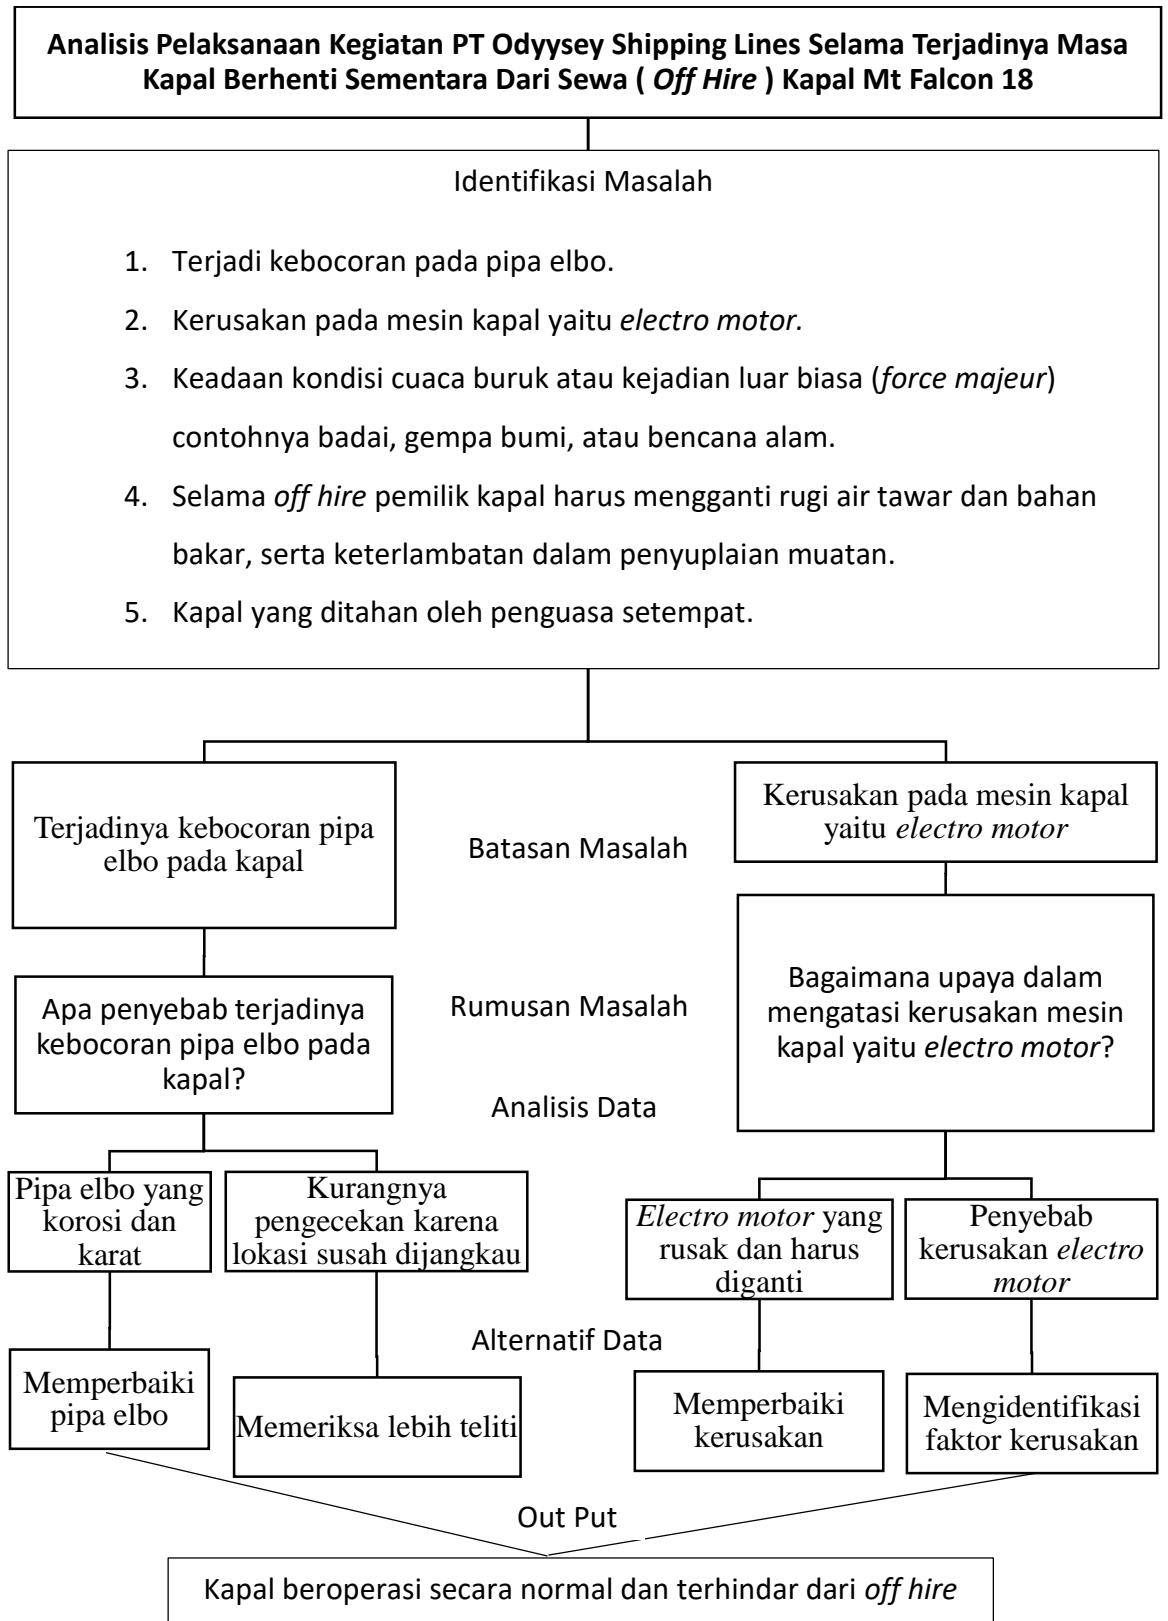 Analisis Pelaksanaan Kegiatan PT Odyysey Shipping Lines Selama Terjadinya Masa
Kapal Berhenti Sementara Dari Sewa ( Off Hire ) Kapal Mt Falcon 18
Identifikasi Masalah
1. Terjadi kebocoran pada pipa elbo.
2. Kerusakan pada mesin kapal yaitu electro motor.
3. Keadaan kondisi cuaca buruk atau kejadian luar biasa (force majeur)
contohnya badai, gempa bumi, atau bencana alam.
4. Selama off hire pemilik kapal harus mengganti rugi air tawar dan bahan
bakar, serta keterlambatan dalam penyuplaian muatan.
5. Kapal yang ditahan oleh penguasa setempat.
Terjadinya kebocoran pipa
elbo pada kapal
Batasan Masalah
Kerusakan pada mesin kapal
yaitu electro motor
Apa penyebab terjadinya
kebocoran pipa elbo pada
kapal?
Rumusan Masalah
Bagaimana upaya dalam
mengatasi kerusakan mesin
kapal yaitu electro motor?
Analisis Data
Pipa elbo yang
korosi dan
karat
Kurangnya
pengecekan karena
lokasi susah dijangkau
Electro motor yang
rusak dan harus
diganti
Penyebab
kerusakan electro
motor
Alternatif Data
Memperbaiki
pipa elbo
Memeriksa lebih teliti
Memperbaiki
kerusakan
Mengidentifikasi
faktor kerusakan
Out Put
Kapal beroperasi secara normal dan terhindar dari off hire